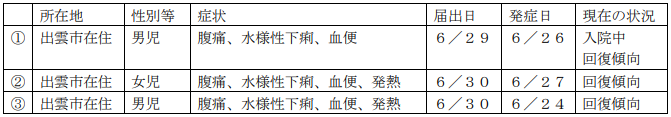 所在地 性別等 症状 届出日 発症日 現在の状況
① 出雲市在住 男児 腹痛、水様性下痢、血便 ６／２９ ６／２６ 入院中
回復傾向
② 出雲市在住 女児 腹痛、水様性下痢、血便、発熱 ６／３０ ６／２７ 回復傾向
③ 出雲市在住 男児 腹痛、水様性下痢、血便、発熱 ６／３０ ６／２４ 回復傾向